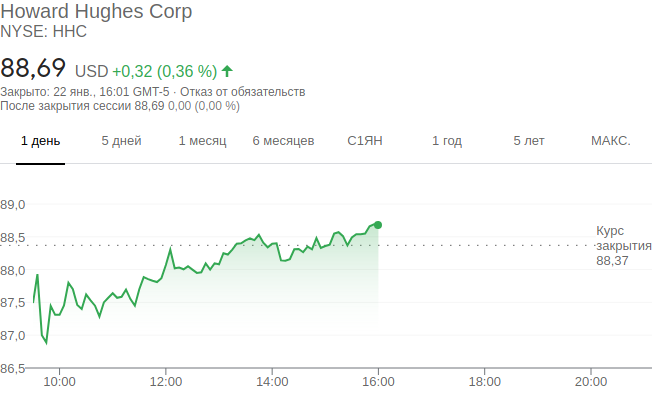 Howard Hughes Corp
NYSE: HHC
88,69 USD +0,32 (0,36 %)
Закрыто: 22 янв., 16:01 GMT-5 · Отказ от обязательств
После закрытия сессии 88,69 0,00 (0,00 %)
1 день 5 дней 1 месяц 6 месяцев С1ЯН 1 год 5 лет МАКС.
89,0
88,5
88,0
87,5
87,0
86,5
Курс
закрытия
88,37
10:00 12:00 14:00 16:00 18:00 20:00